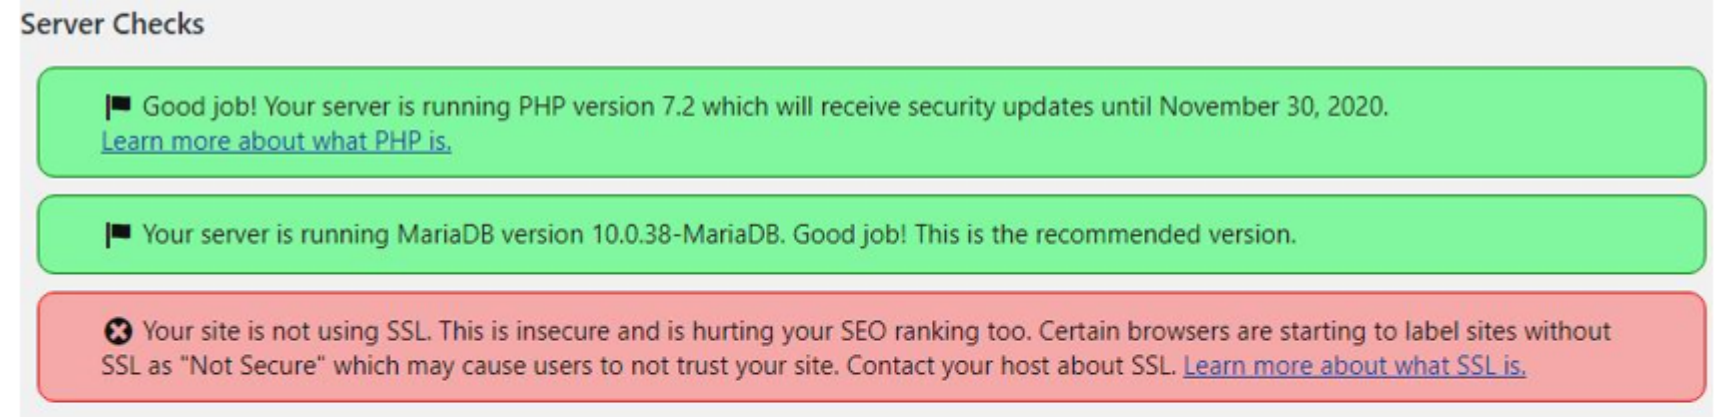 Server Checks
Good job! Your server is running PHP version 7.2 which will receive security updates until November 30, 2020.
Learn more about what PHP is.
Your server is running MariaDB version 10.0.38-MariaDB. Good job! This is the recommended version.
Your site is not using SSL. This is insecure and is hurting your SEO ranking too. Certain browsers are starting to label sites without
SSL as "Not Secure" which may cause users to not trust your site. Contact your host about SSL. Learn more about what SSL is.